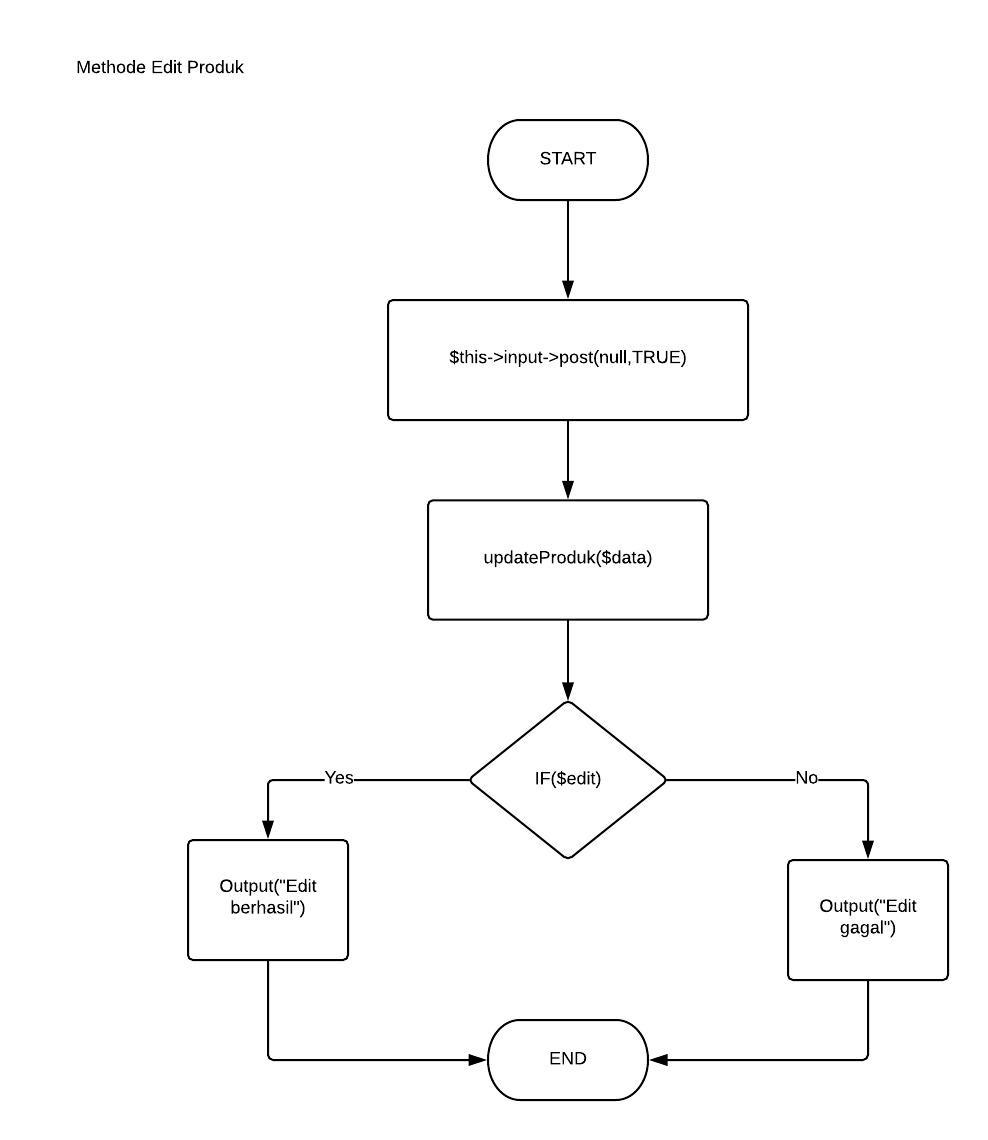 Methode Edit Produk
START
$this->input->post(null,TRUE)
updateProduk($data)
IF($edit)
Yes
No
Output("Edit
berhasil")
Output("Edit
gagal")
END